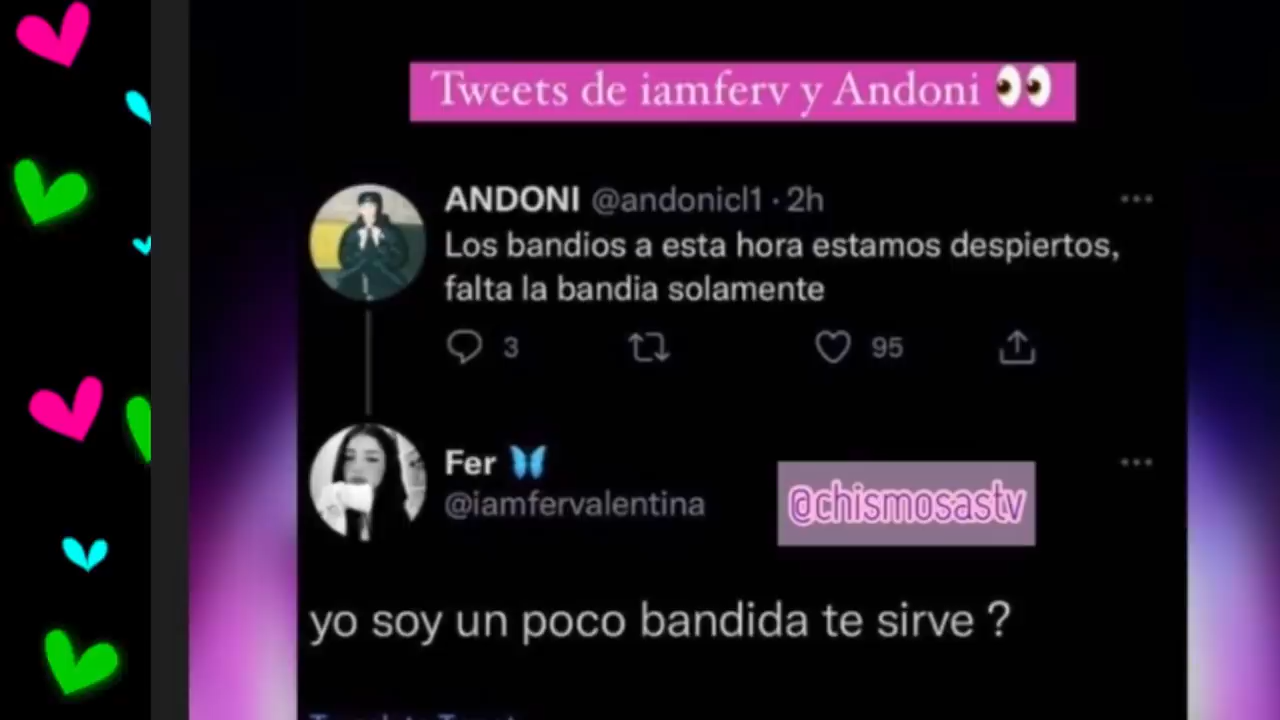 Tweets de iamferv y Andoni 👀
ANDONI @andonicl1 · 2h
Los bandios a esta hora estamos despiertos,
falta la bandia solamente
3 95
Fer 🦋
@iamfervalentina
@chismosastv
yo soy un poco bandida te sirve ?